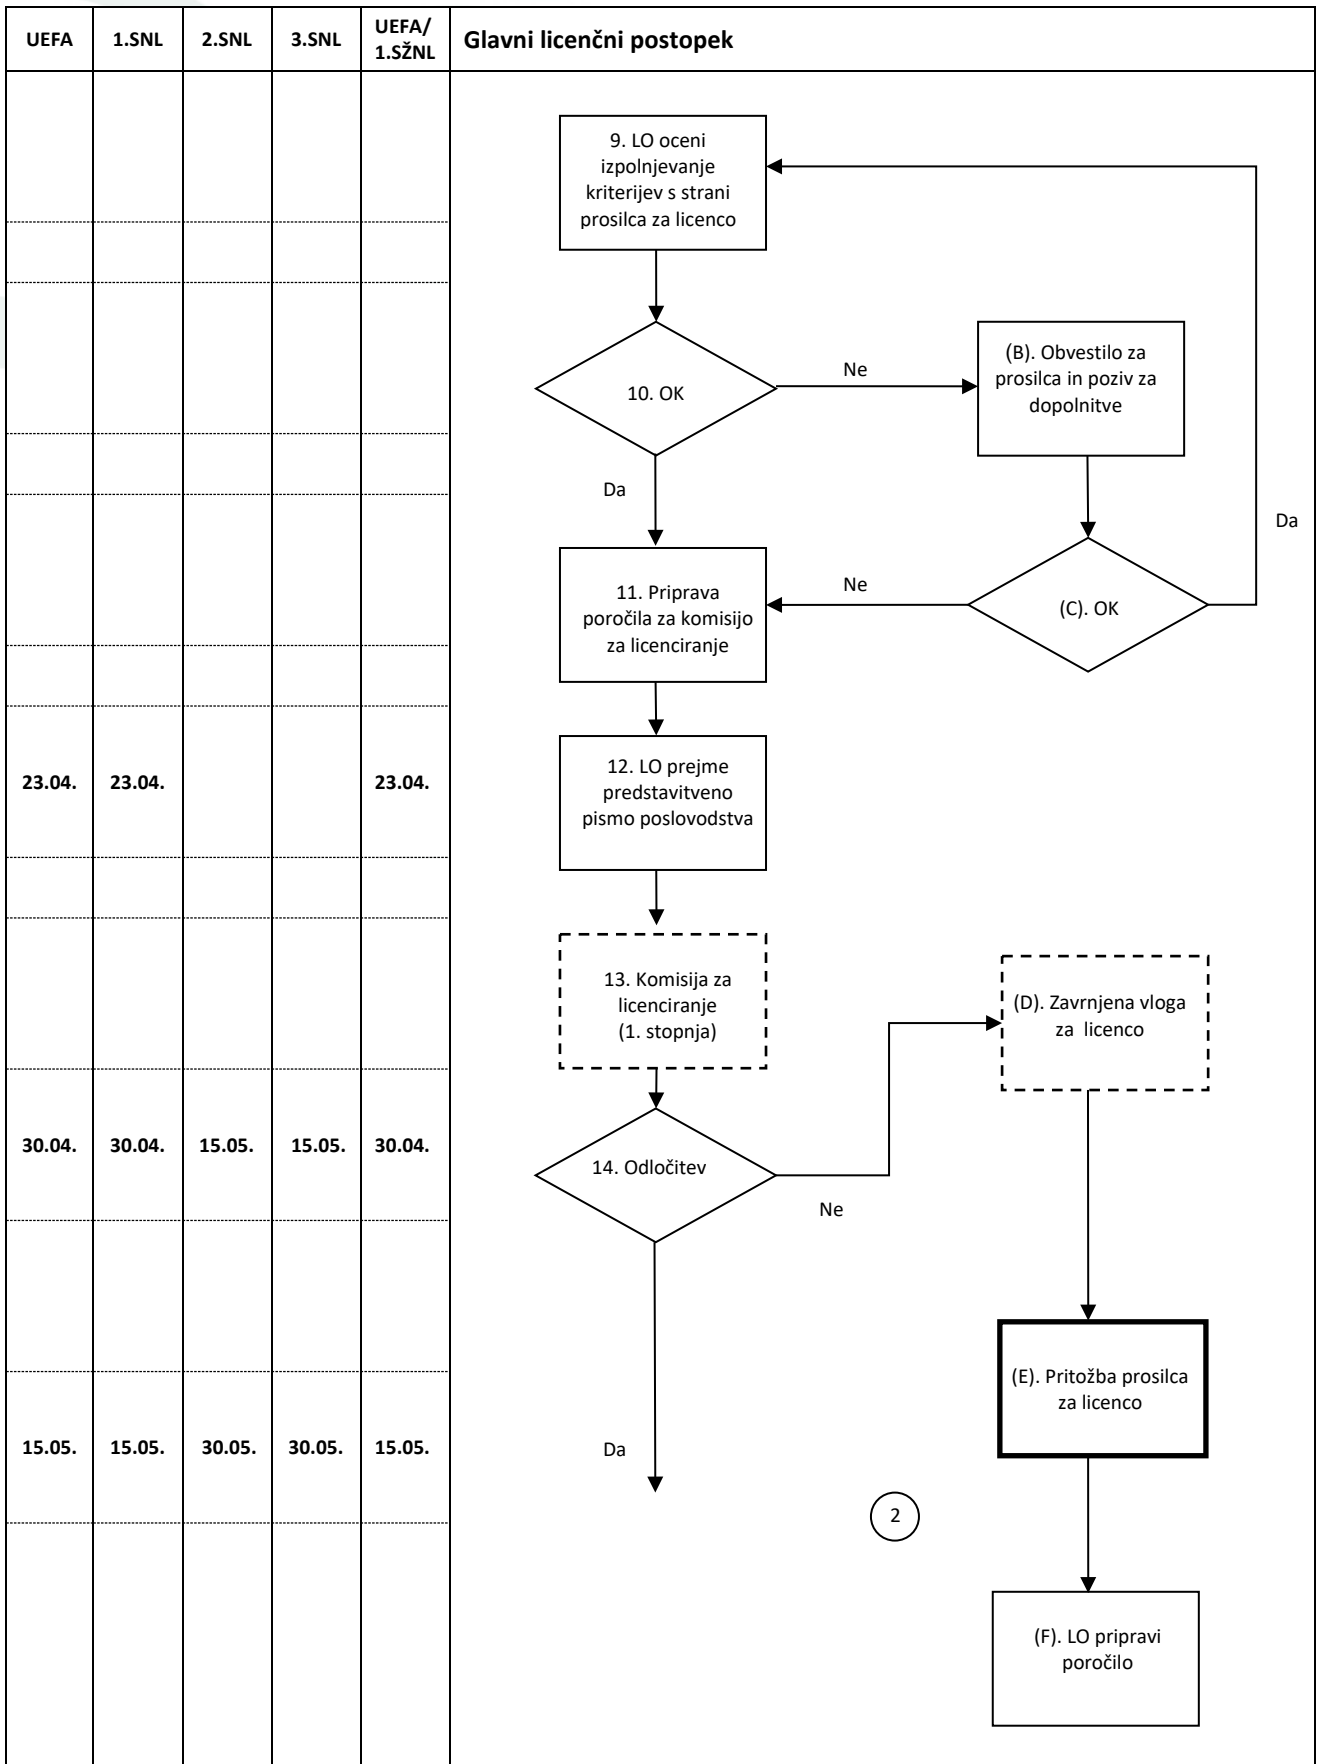 UEFA
1.SNL
2.SNL
3.SNL
UEFA/
1.SŽNL
Glavni licenčni postopek
9. LO oceni
izpolnjevanje
kriterijev s strani
prosilca za licenco
10. OK
Ne
(B). Obvestilo za
prosilca in poziv za
dopolnitve
Da
Da
11. Priprava
poročila za komisijo
za licenciranje
Ne
(C). OK
23.04.
23.04.
23.04.
12. LO prejme
predstavitveno
pismo poslovodstva
13. Komisija za
licenciranje
(1. stopnja)
(D). Zavrnjena vloga
za licenco
30.04.
30.04.
15.05.
15.05.
30.04.
14. Odločitev
Ne
(E). Pritožba prosilca
za licenco
15.05.
15.05.
30.05.
30.05.
15.05.
Da
2
(F). LO pripravi
poročilo